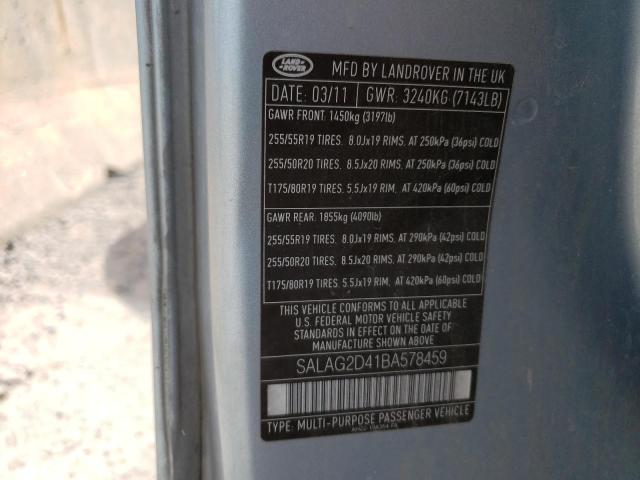 LAND
ROVER
MFD BY LANDROVER IN THE UK
DATE: 03/11 GWR: 3240KG (7143LB)
GAWR FRONT: 1450kg (3197lb)
255/55R19 TIRES. 8.0Jx19 RIMS, AT 250kPa (36psi) COLD
255/50R20 TIRES. 8.5Jx20 RIMS, AT 250kPa (36psi) COLD
T175/80R19 TIRES. 5.5Jx19 RIM, AT 420kPa (60psi) COLD
GAWR REAR: 1855kg (4090lb)
255/55R19 TIRES. 8.0Jx19 RIMS, AT 290kPa (42psi) COLD
255/50R20 TIRES. 8.5Jx20 RIMS, AT 290kPa (42psi) COLD
T175/80R19 TIRES. 5.5Jx19 RIM, AT 420kPa (60psi) COLD
THIS VEHICLE CONFORMS TO ALL APPLICABLE
U.S. FEDERAL MOTOR VEHICLE SAFETY
STANDARDS IN EFFECT ON THE DATE OF
MANUFACTURE SHOWN ABOVE
SALAG2D41BA578459
TYPE: MULTI-PURPOSE PASSENGER VEHICLE